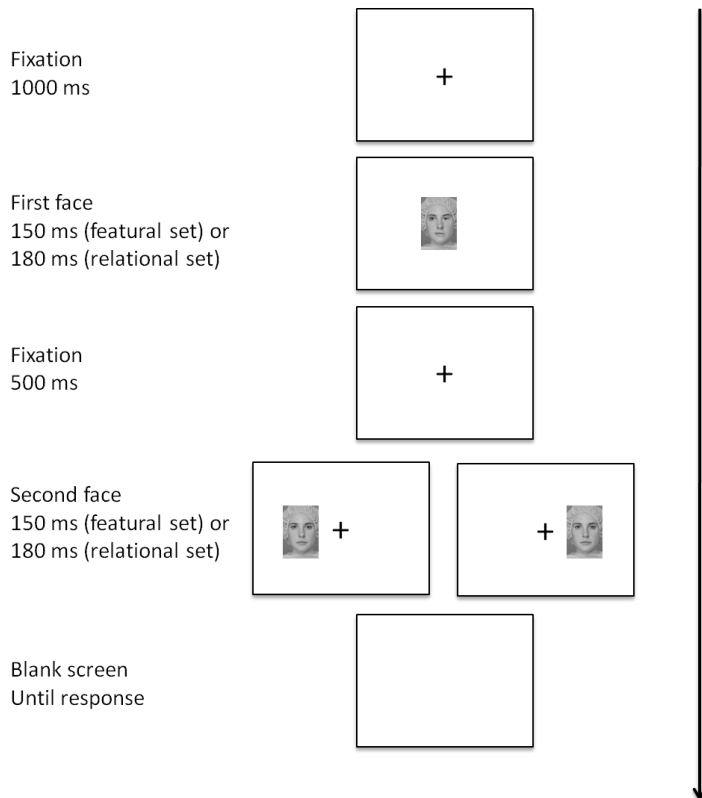 Fixation
1000 ms
First face
150 ms (featural set) or
180 ms (relational set)
Fixation
500 ms
Second face
150 ms (featural set) or
180 ms (relational set)
Blank screen
Until response